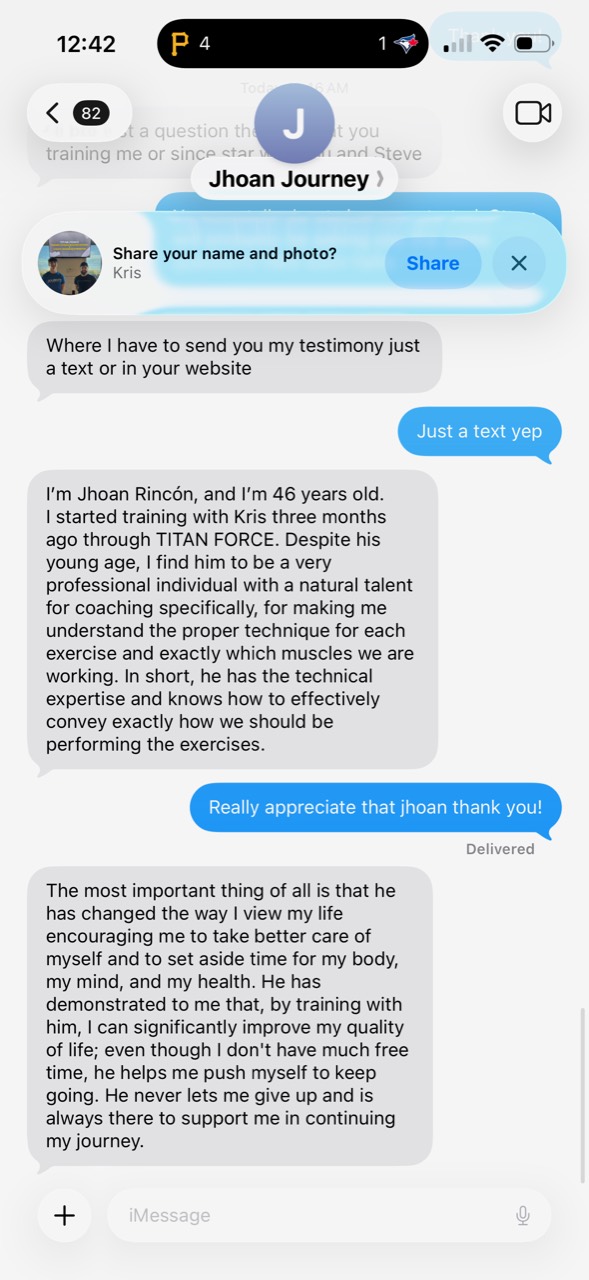 12:42
P 4
1
82
J
Jhoan Journey
training me or since star
and Steve
Share your name and photo?
Kris
Share
Where I have to send you my testimony just
a text or in your website
Just a text yep
I'm Jhoan Rincón, and I'm 46 years old.
I started training with Kris three months
ago through TITAN FORCE. Despite his
young age, I find him to be a very
professional individual with a natural talent
for coaching specifically, for making me
understand the proper technique for each
exercise and exactly which muscles we are
working. In short, he has the technical
expertise and knows how to effectively
convey exactly how we should be
performing the exercises.
Really appreciate that jhoan thank you!
Delivered
The most important thing of all is that he
has changed the way I view my life
encouraging me to take better care of
myself and to set aside time for my body,
my mind, and my health. He has
demonstrated to me that, by training with
him, I can significantly improve my quality
of life; even though I don't have much free
time, he helps me push myself to keep
going. He never lets me give up and is
always there to support me in continuing
my journey.
iMessage